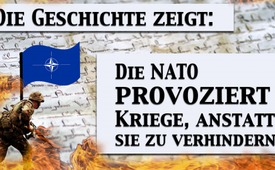 DIE GESCHICHTE ZEIGT:
DIE NATO
PROVOZIERT
KRIEGE, ANSTATT
SIE ZU VERHINDERN